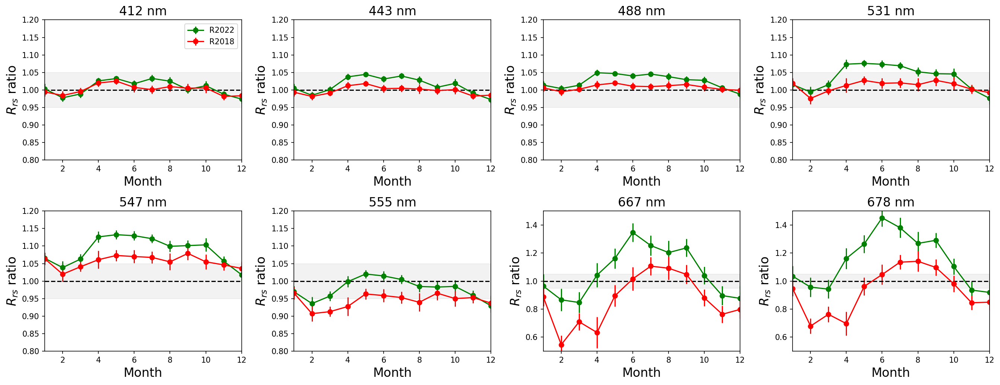 412 nm
443 nm
488 nm
531 nm
1.20
1.15
1.10
1.05
1.00
0.95
0.90
0.85
0.80
Rrs ratio
R2022
R2018
2 4 6 8 10 12
Month
1.20
1.15
1.10
1.05
1.00
0.95
0.90
0.85
0.80
Rrs ratio
2 4 6 8 10 12
Month
1.20
1.15
1.10
1.05
1.00
0.95
0.90
0.85
0.80
Rrs ratio
2 4 6 8 10 12
Month
1.20
1.15
1.10
1.05
1.00
0.95
0.90
0.85
0.80
Rrs ratio
2 4 6 8 10 12
Month
547 nm
555 nm
667 nm
678 nm
1.20
1.15
1.10
1.05
1.00
0.95
0.90
0.85
0.80
Rrs ratio
2 4 6 8 10 12
Month
1.20
1.15
1.10
1.05
1.00
0.95
0.90
0.85
0.80
Rrs ratio
2 4 6 8 10 12
Month
1.4
1.2
1.0
0.8
0.6
Rrs ratio
2 4 6 8 10 12
Month
1.4
1.2
1.0
0.8
0.6
Rrs ratio
2 4 6 8 10 12
Month